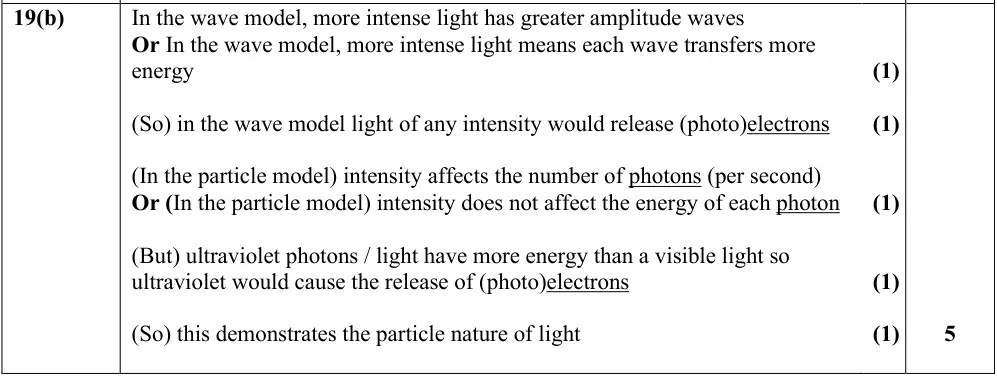 19(b)
In the wave model, more intense light has greater amplitude waves
Or In the wave model, more intense light means each wave transfers more
energy (1)
(So) in the wave model light of any intensity would release (photo)electrons (1)
(In the particle model) intensity affects the number of photons (per second)
Or (In the particle model) intensity does not affect the energy of each photon (1)
(But) ultraviolet photons / light have more energy than a visible light so
ultraviolet would cause the release of (photo)electrons (1)
(So) this demonstrates the particle nature of light (1) 5